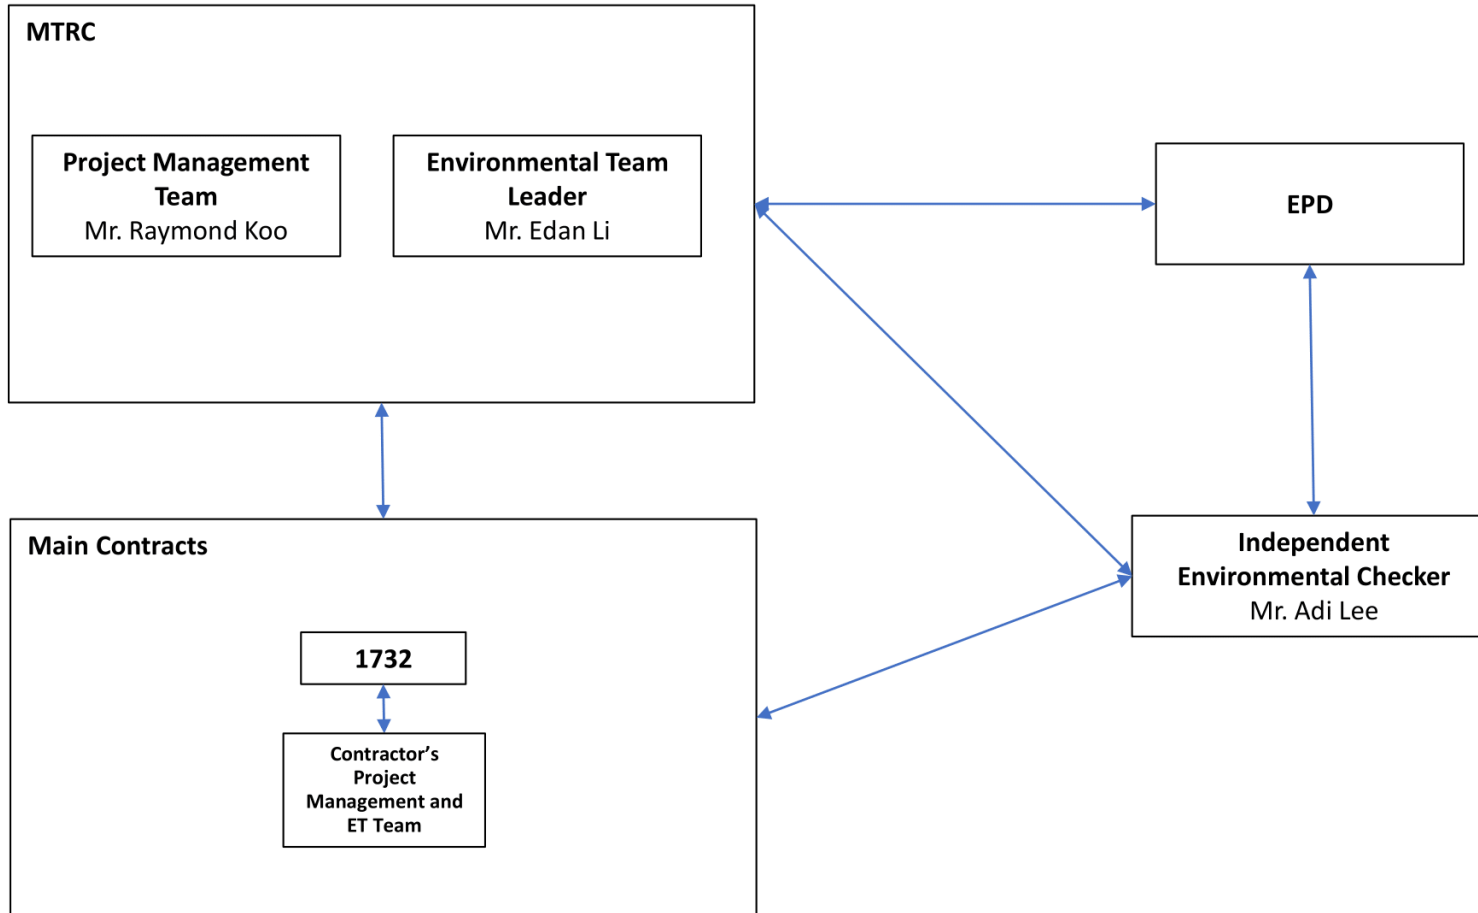 MTRC
Project Management
Team
Mr. Raymond Koo
Environmental Team
Leader
Mr. Edan Li
EPD
Independent
Environmental Checker
Mr. Adi Lee
Main Contracts
1732
Contractor’s
Project
Management and
ET Team